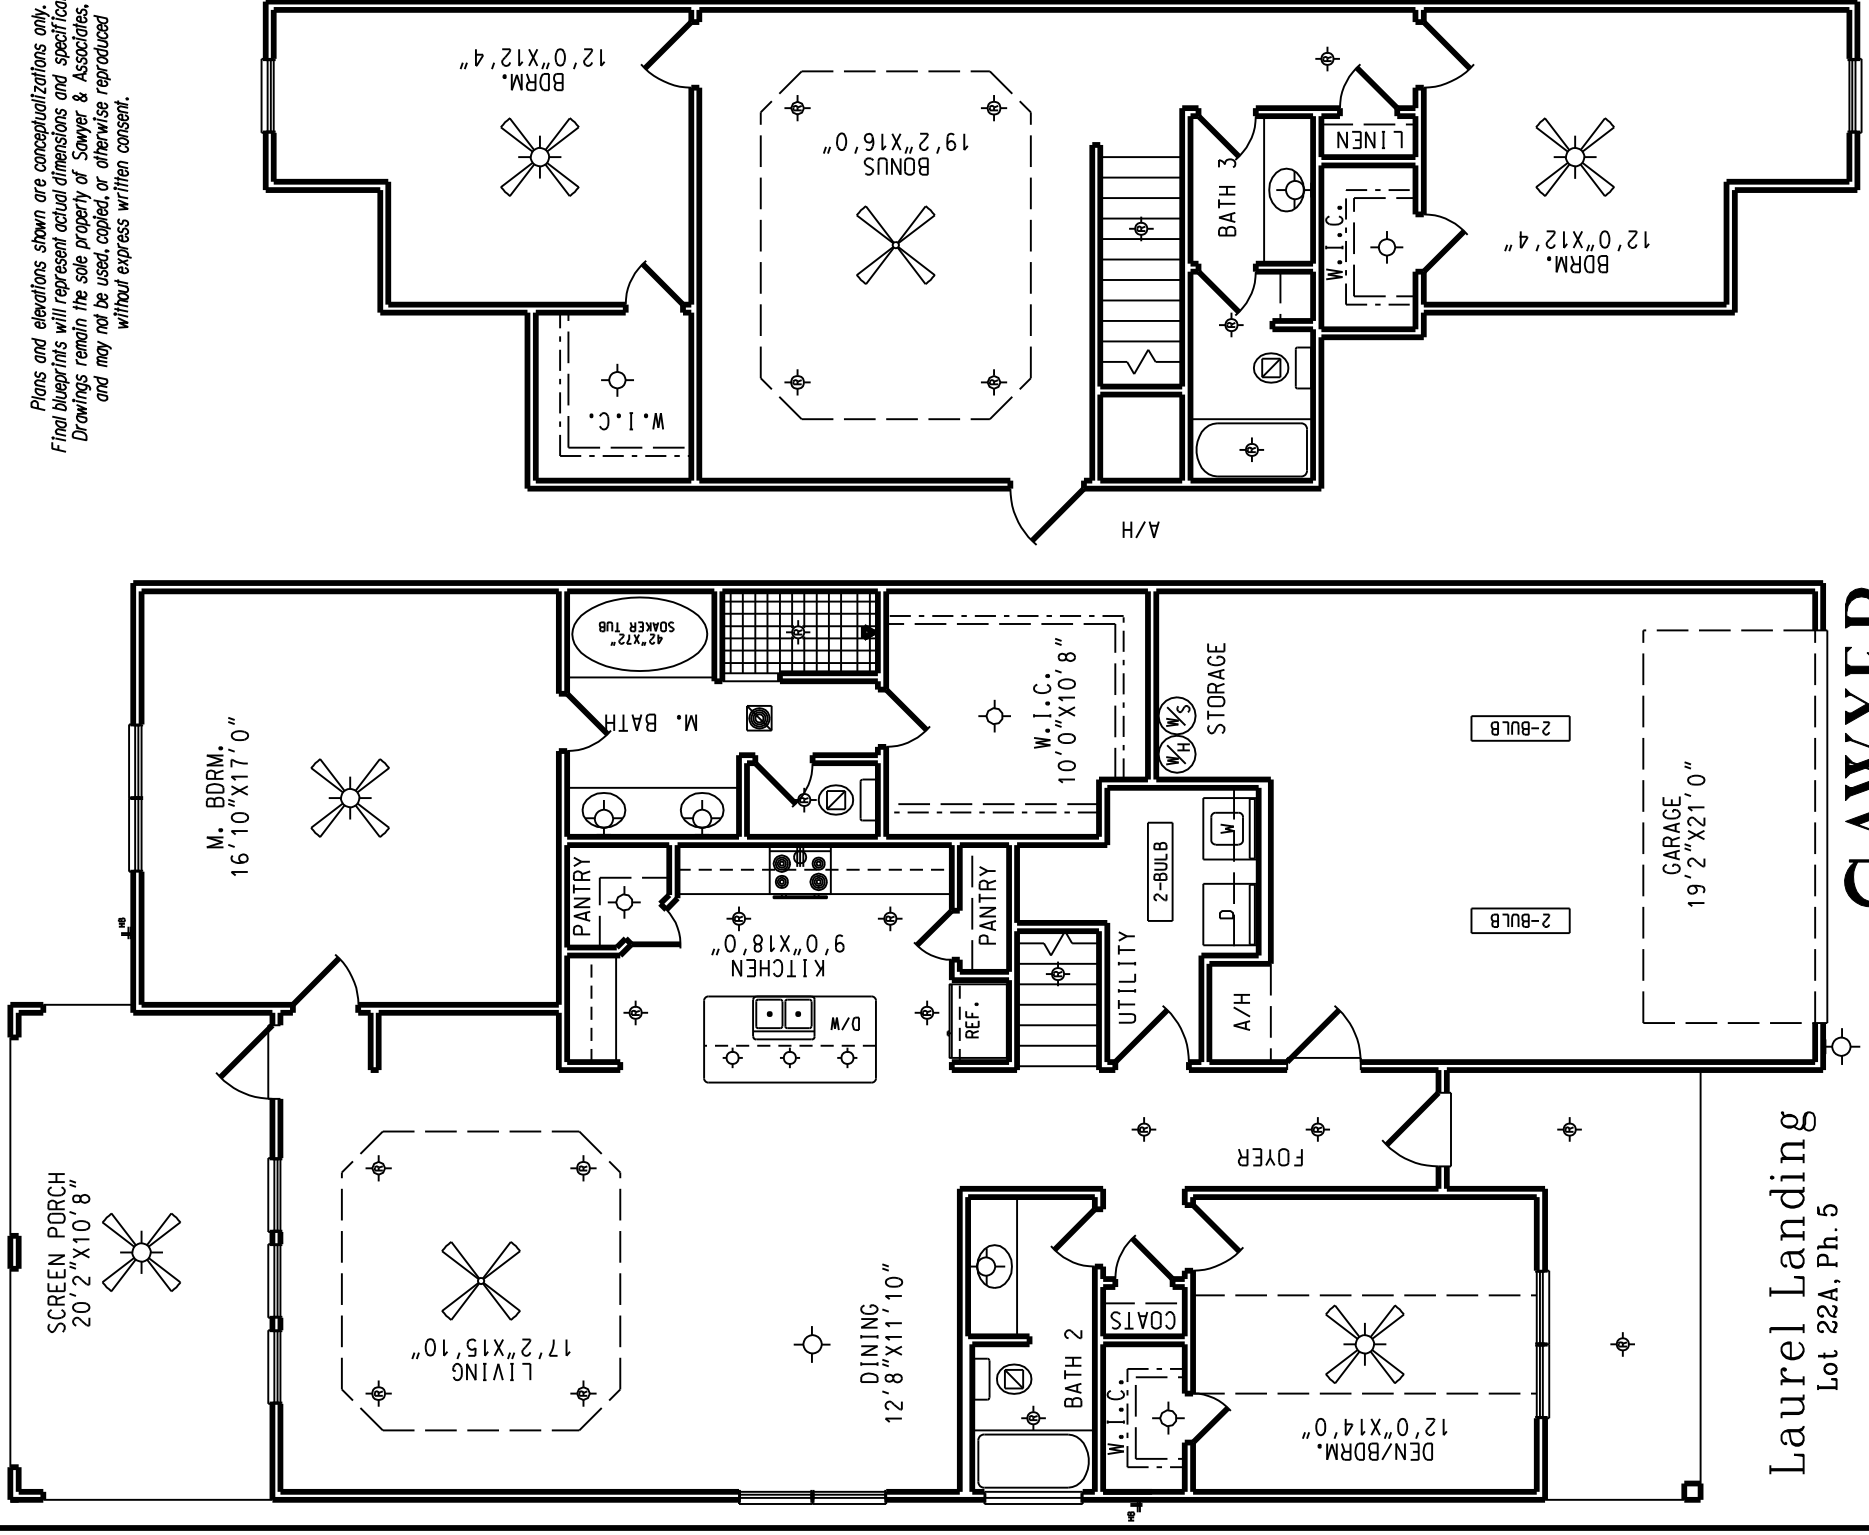 Plans and elevations shown are conceptualizations only.
Final blueprints will represent actual dimensions and specifica
Drawings remain the sole property of Sawyer & Associates,
and may not be used, copied, or otherwise reproduced
without express written consent.
BDRM.
12'0"X12'4"
W.I.C.
BONUS
19'2"X16'0"
R
R
R
R
R
R
BATH 3
R
R
LINEN
W.I.C.
BDRM.
12'0"X12'4"
A/H
M. BDRM.
16'10"X17'0"
HB
42"X72"
SOAKER TUB
R
M. BATH
R
W.I.C.
10'0"X10'8"
W/S
W/H
STORAGE
2-BULB
2-BULB
GARAGE
19'2"X21'0"
PANTRY
KITCHEN
9'0"X18'0"
R
R
R
R
D/W
PANTRY
REF.
R
UTILITY
2-BULB
W
D
A/H
SCREEN PORCH
20'2"X10'8"
LIVING
17'2"X15'10"
R
R
R
R
DINING
12'8"X11'10"
FOYER
R
R
R
BATH 2
R
COATS
W.I.C.
DEN/BDRM.
12'0"X14'0"
R
HB
Laurel Landing
Lot 22A, Ph. 5